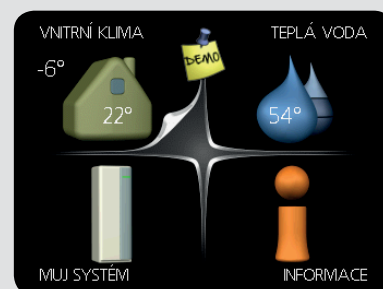 VNITRNÍ KLIMA
TEPLÁ VODA
DEMO
-6°
22°
54°
MUJ SYSTÉM
INFORMACE